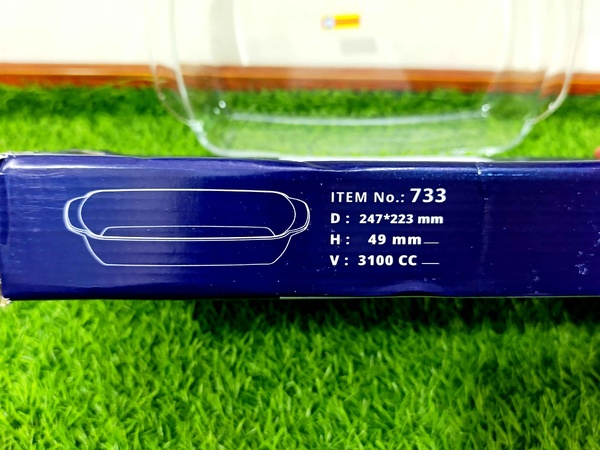 ITEM No.: 733
D : 247*223 mm
H : 49 mm
V : 3100 CC